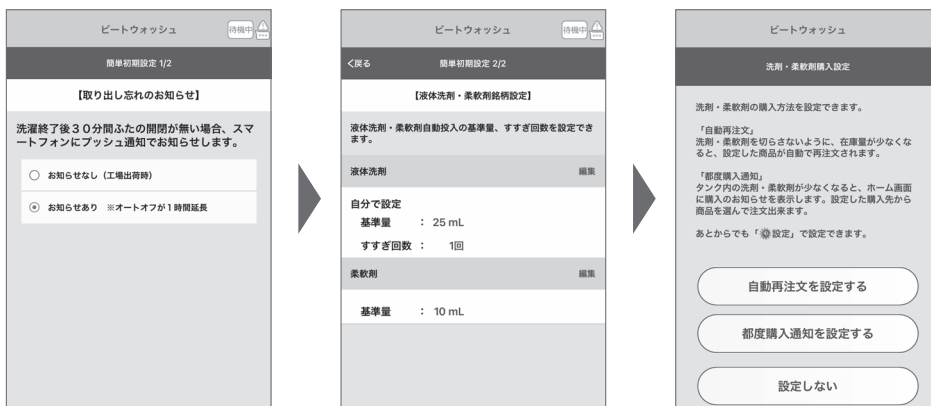 ビートウォッシュ
待機中
簡単初期設定 1/2
【取り出し忘れのお知らせ】
洗濯終了後３０分間ふたの開閉が無い場合、スマ
ートフォンにプッシュ通知でお知らせします。
お知らせなし（工場出荷時）
お知らせあり ※オートオフが１時間延長
ビートウォッシュ
待機中
く戻る 簡単初期設定 2/2
【液体洗剤・柔軟剤銘柄設定】
液体洗剤・柔軟剤自動投入の基準量、すすぎ回数を設定でき
ます。
液体洗剤 編集
自分で設定
基準量 ： 25 mL
すすぎ回数 ： 1回
柔軟剤 編集
基準量 ： 10 mL
ビートウォッシュ
洗剤・柔軟剤購入設定
洗剤・柔軟剤の購入方法を設定できます。
「自動再注文」
洗剤・柔軟剤を切らさないように、在庫量が少なくな
ると、設定した商品が自動で再注文されます。
「都度購入通知」
タンク内の洗剤・柔軟剤が少なくなると、ホーム画面
に購入のお知らせを表示します。設定した購入先から
商品を選んで注文出来ます。
あとからでも「設定」で設定できます。
自動再注文を設定する
都度購入通知を設定する
設定しない